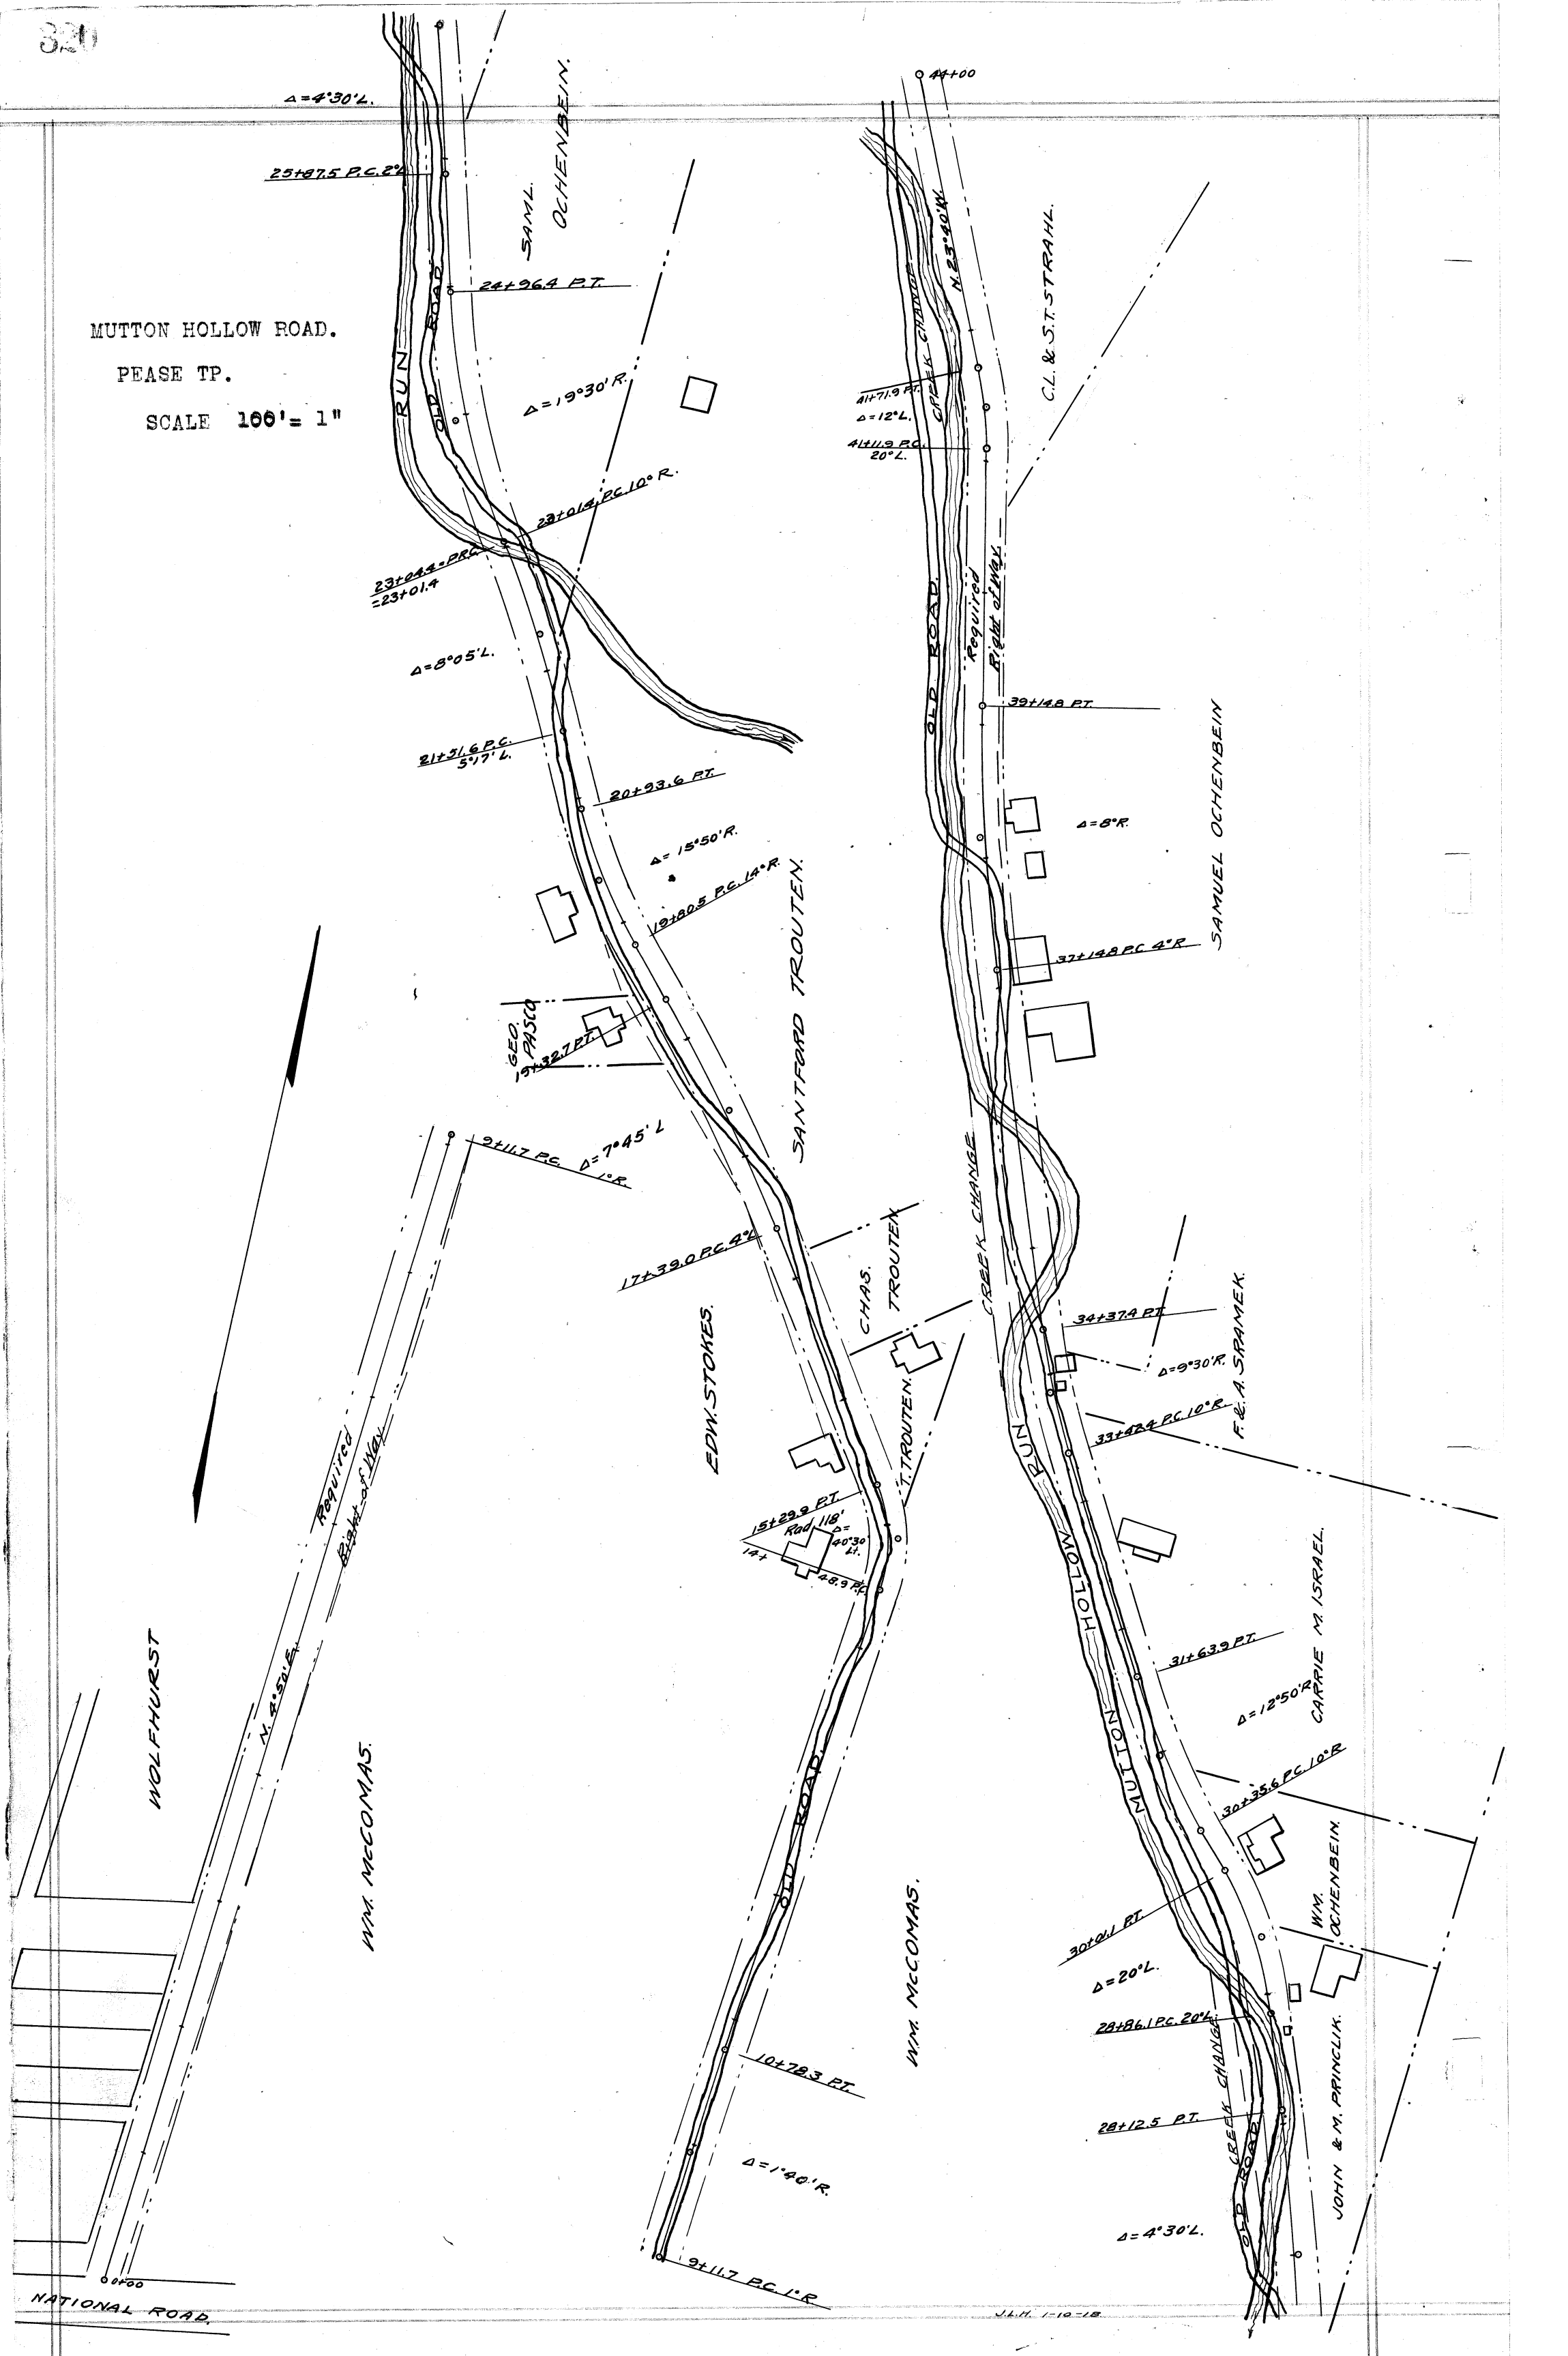 320
Δ=4°30'L.
25+87.5 P.C. 2°L
SAML.
OCHENBEIN.
24+96.4 P.T.
MUTTON HOLLOW ROAD.
PEASE TP.
SCALE 100'= 1"
RUN
OLD ROAD
Δ=19°30'R.
23+01.4 P.C. 10° R.
23+04.4=PRC
=23+01.4
Δ=8°05'L.
21+51.6 P.C.
5°17' L.
20+93.6 P.T.
Δ= 15°50'R.
19+80.5 P.C. 14°R.
SANTFORD TROUTEN.
GEO.
PASCO
19+32.7 P.T.
Δ=7°45' L
9+11.7 P.C.
1°R.
17+39.0 P.C. 4°L
CHAS.
TROUTEN
EDW. STOKES.
T. TROUTEN.
15+29.9 P.T.
Rad. 118'
Δ=
40°30'
Lt.
14+
48.9 P.C.
Required
Right of Way
N. 4°50'E.
WOLFHURST
WM. McCOMAS.
OLD ROAD.
WM. McCOMAS.
10+78.3 P.T.
Δ=1°40'R.
9+11.7 P.C. 1°R
0+00
NATIONAL ROAD.
44+00
N. 23°40'W.
CREEK CHANGE
C.L. & S.T. STRAHL.
41+71.9 P.T.
Δ=12°L.
41+11.9 P.C.
20°L.
OLD ROAD.
Required
Right of Way.
39+14.8 P.T.
Δ=8°R.
SAMUEL OCHENBEIN
37+14.8 P.C. 4°R
CREEK CHANGE
34+37.4 P.T.
Δ=9°30'R.
F. & A. SRAMEK.
33+42.4 P.C. 10°R.
RUN
HOLLOW
MUTTON
CARRIE M. ISRAEL.
31+63.9 P.T.
Δ=12°50'R
30+35.6 P.C. 10°R
WM.
OCHENBEIN.
30+01.1 P.T.
Δ=20°L.
28+86.1 P.C. 20°L.
CREEK CHANGE
28+12.5 P.T.
OLD ROAD
JOHN & M. PRINCLIK.
Δ=4°30'L.
J.L.H. 1-10-18